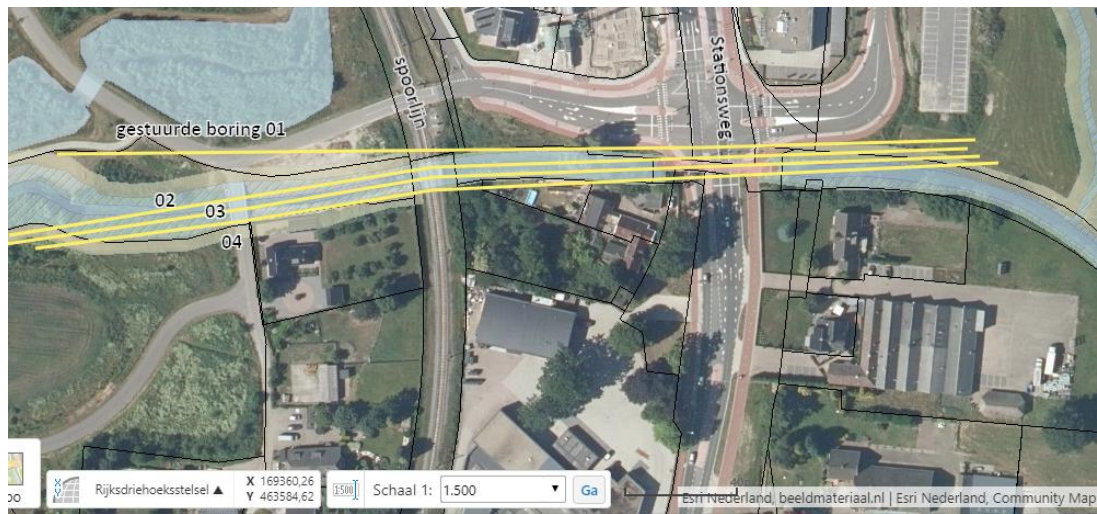 spoorlijn
Stationsweg
gestuurde boring 01
02
03
04
Rijksdriehoeksstelsel ▲
X 169360,26
Y 463584,62
1:500
Schaal 1:
1.500
Ga
Esri Nederland, beeldmateriaal.nl | Esri Nederland, Community Map